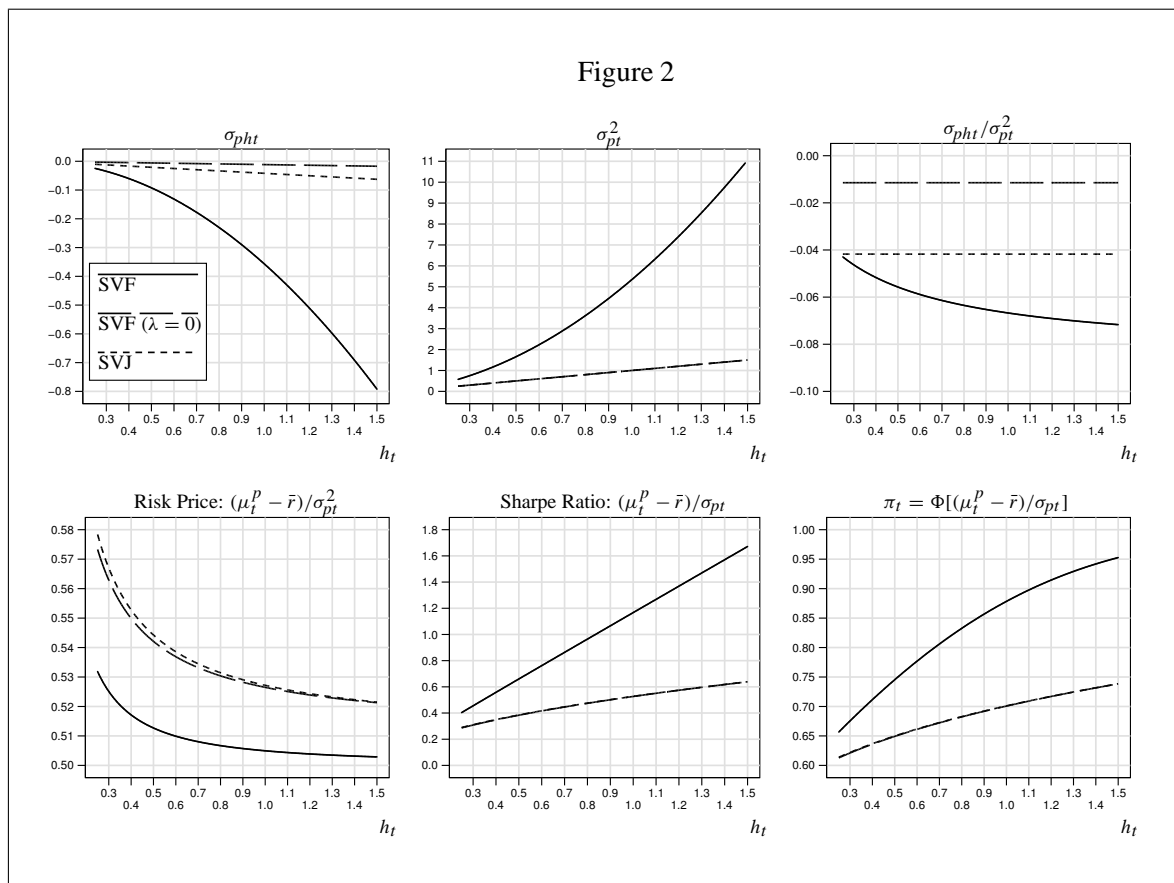 Figure 2
σ_pht
0.0
−0.1
−0.2
−0.3
−0.4
−0.5
−0.6
−0.7
−0.8
SVF
SVF (λ = 0)
SVJ
0.3 0.5 0.7 0.9 1.1 1.3 1.5
0.4 0.6 0.8 1.0 1.2 1.4
h_t
σ²_pt
11
10
9
8
7
6
5
4
3
2
1
0
0.3 0.5 0.7 0.9 1.1 1.3 1.5
0.4 0.6 0.8 1.0 1.2 1.4
h_t
σ_pht/σ²_pt
0.00
−0.02
−0.04
−0.06
−0.08
−0.10
0.3 0.5 0.7 0.9 1.1 1.3 1.5
0.4 0.6 0.8 1.0 1.2 1.4
h_t
Risk Price: (μ_t^p − r̄)/σ²_pt
0.58
0.57
0.56
0.55
0.54
0.53
0.52
0.51
0.50
0.3 0.5 0.7 0.9 1.1 1.3 1.5
0.4 0.6 0.8 1.0 1.2 1.4
h_t
Sharpe Ratio: (μ_t^p − r̄)/σ_pt
1.8
1.6
1.4
1.2
1.0
0.8
0.6
0.4
0.2
0.0
0.3 0.5 0.7 0.9 1.1 1.3 1.5
0.4 0.6 0.8 1.0 1.2 1.4
h_t
π_t = Φ[(μ_t^p − r̄)/σ_pt]
1.00
0.95
0.90
0.85
0.80
0.75
0.70
0.65
0.60
0.3 0.5 0.7 0.9 1.1 1.3 1.5
0.4 0.6 0.8 1.0 1.2 1.4
h_t